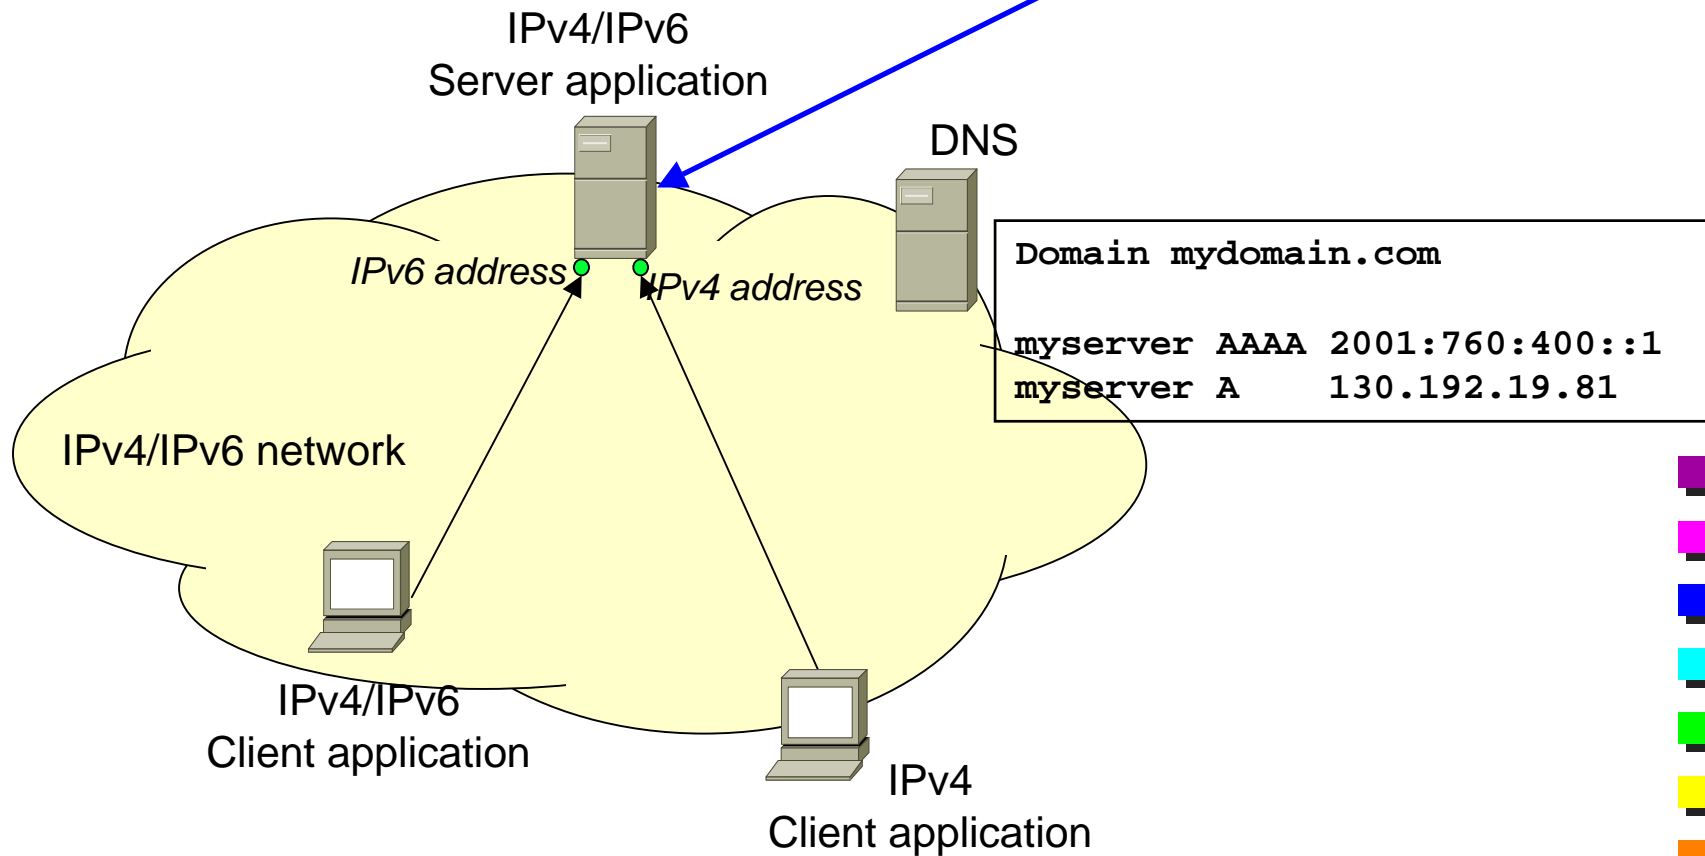 IPv4/IPv6
Server application
DNS
Domain mydomain.com
IPv6 address
IPv4 address
myserver AAAA 2001:760:400::1
myserver A 130.192.19.81
IPv4/IPv6 network
IPv4/IPv6
Client application
IPv4
Client application